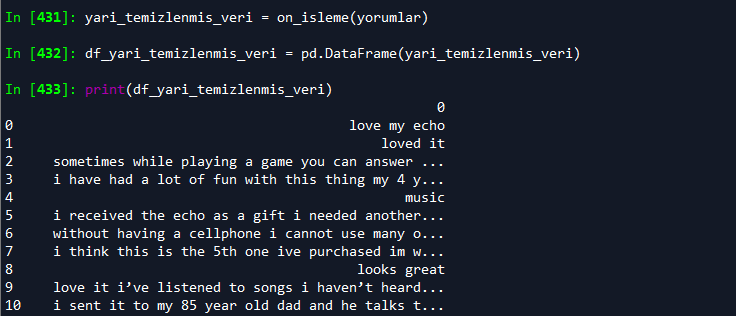 In [431]: yari_temizlenmis_veri = on_isleme(yorumlar)
In [432]: df_yari_temizlenmis_veri = pd.DataFrame(yari_temizlenmis_veri)
In [433]: print(df_yari_temizlenmis_veri)
0
0 love my echo
1 loved it
2 sometimes while playing a game you can answer ...
3 i have had a lot of fun with this thing my 4 y...
4 music
5 i received the echo as a gift i needed another...
6 without having a cellphone i cannot use many o...
7 i think this is the 5th one ive purchased im w...
8 looks great
9 love it i’ve listened to songs i haven’t heard...
10 i sent it to my 85 year old dad and he talks t...